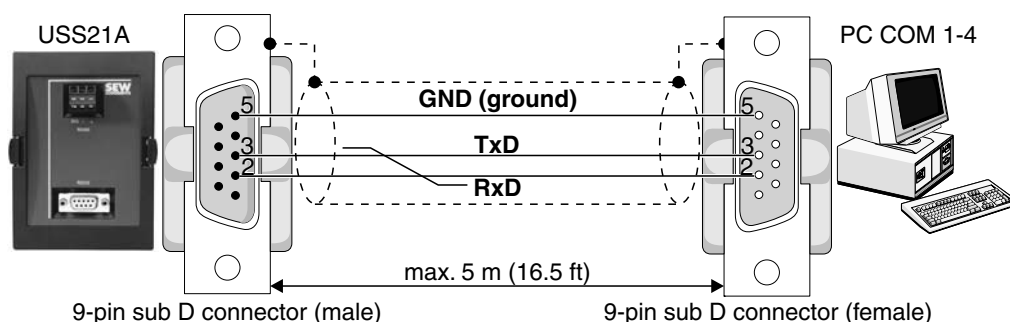 USS21A
PC COM 1-4
SEW
GND (ground)
5
5
TxD
3
3
2
2
RxD
max. 5 m (16.5 ft)
9-pin sub D connector (male)
9-pin sub D connector (female)